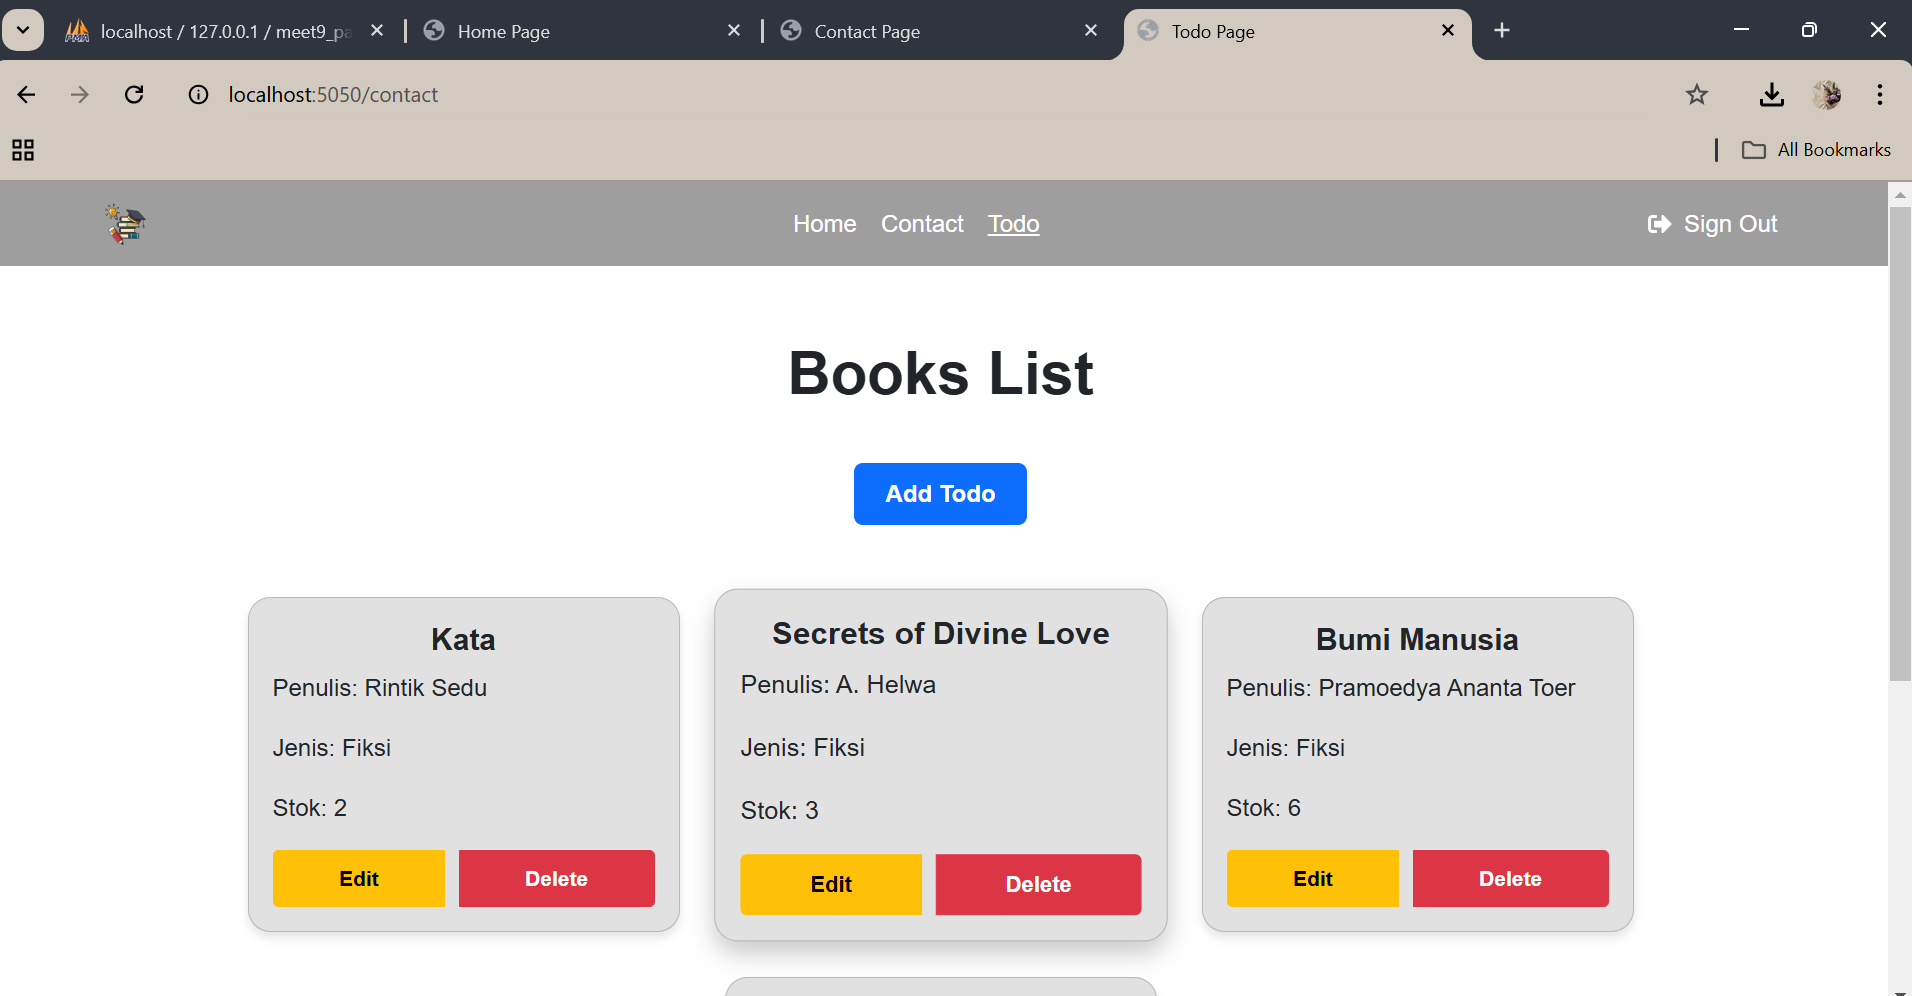 localhost / 127.0.0.1 / meet9_pa
Home Page
Contact Page
Todo Page
localhost:5050/contact
All Bookmarks
Home Contact Todo
Sign Out
Books List
Add Todo
Kata
Penulis: Rintik Sedu
Jenis: Fiksi
Stok: 2
Edit Delete
Secrets of Divine Love
Penulis: A. Helwa
Jenis: Fiksi
Stok: 3
Edit Delete
Bumi Manusia
Penulis: Pramoedya Ananta Toer
Jenis: Fiksi
Stok: 6
Edit Delete